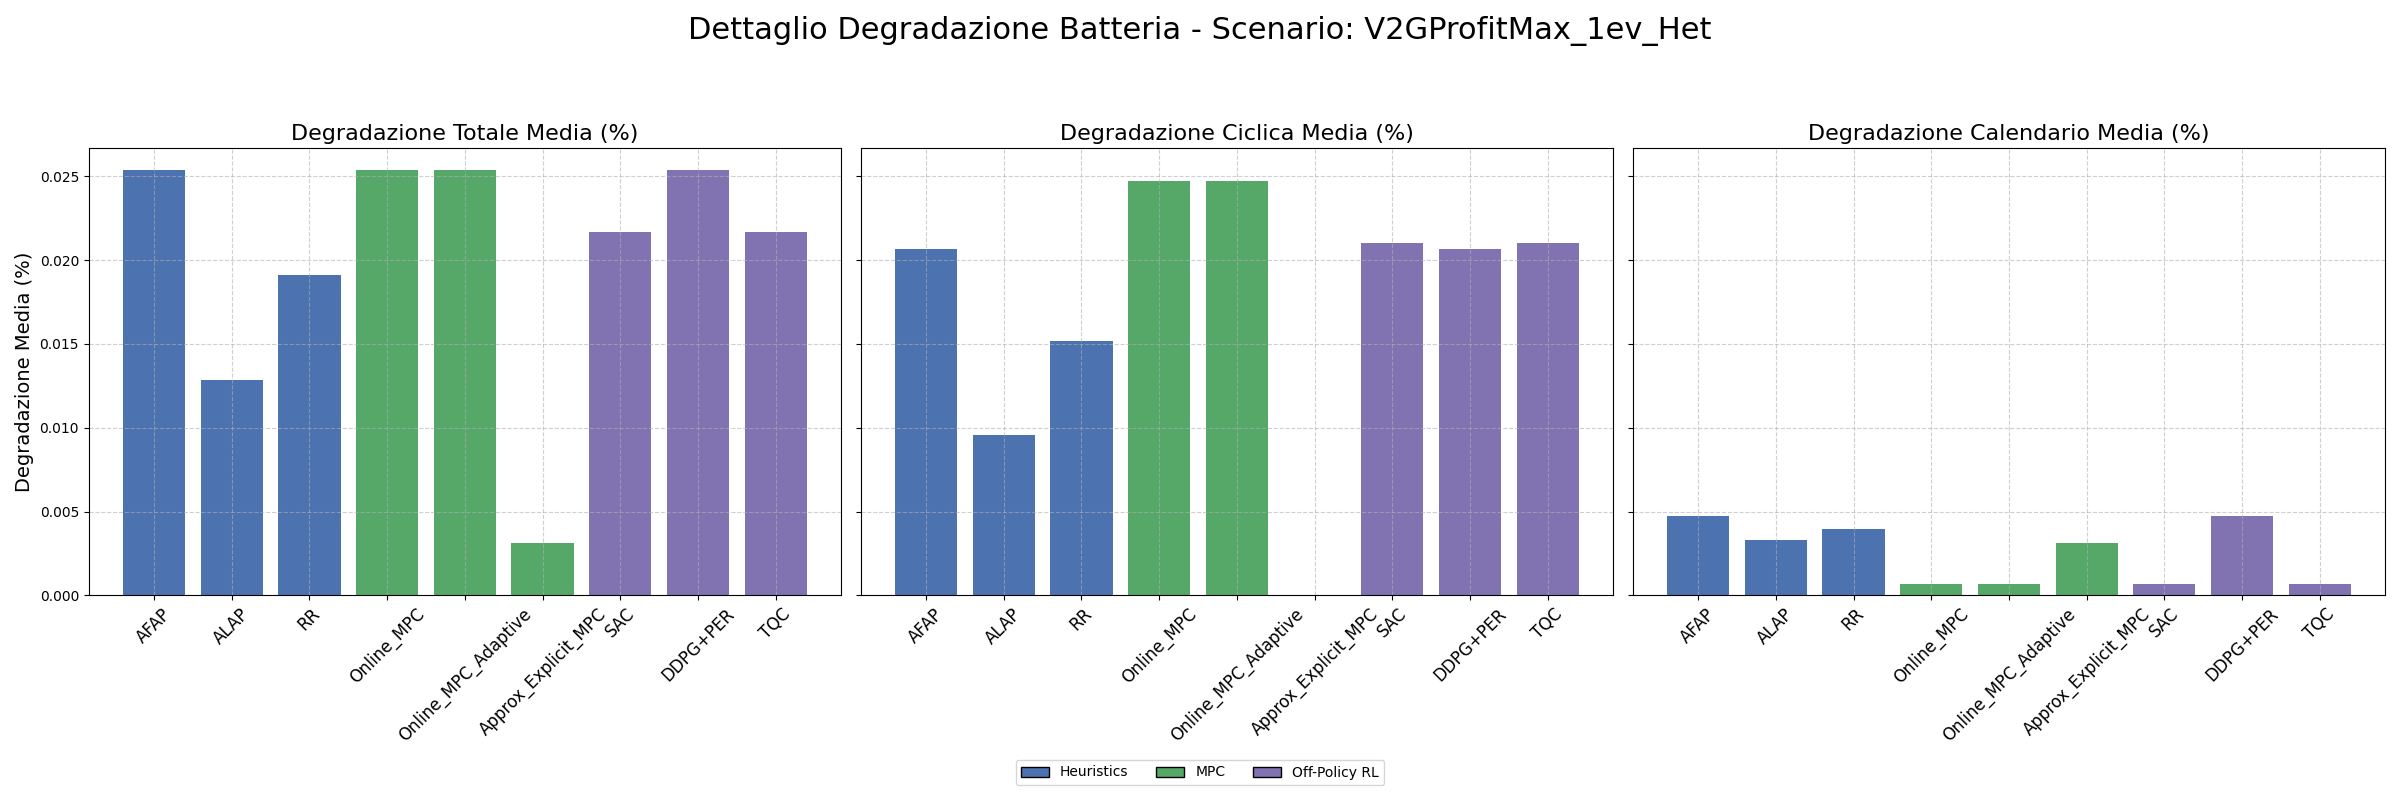 Dettaglio Degradazione Batteria - Scenario: V2GProfitMax_1ev_Het
Degradazione Totale Media (%)
Degradazione Ciclica Media (%)
Degradazione Calendario Media (%)
Degradazione Media (%)
0.025
0.020
0.015
0.010
0.005
0.000
AFAP
ALAP
RR
Online_MPC
Online_MPC_Adaptive
Approx_Explicit_MPC
SAC
DDPG+PER
TQC
AFAP
ALAP
RR
Online_MPC
Online_MPC_Adaptive
Approx_Explicit_MPC
SAC
DDPG+PER
TQC
AFAP
ALAP
RR
Online_MPC
Online_MPC_Adaptive
Approx_Explicit_MPC
SAC
DDPG+PER
TQC
Heuristics MPC Off-Policy RL